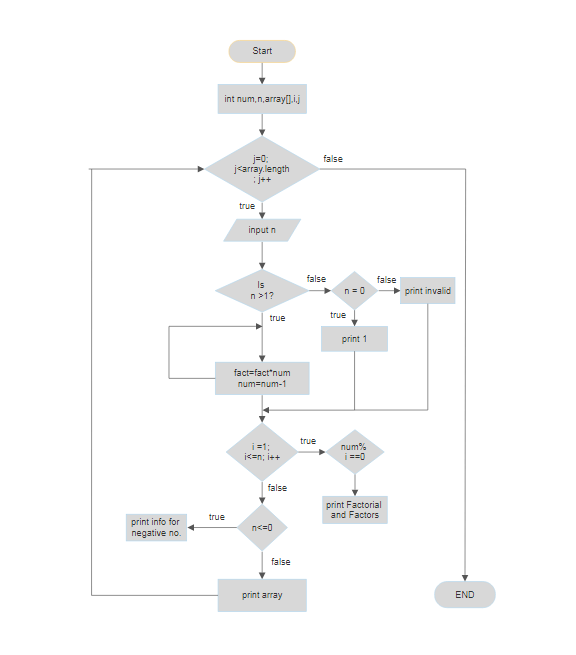 Start
int num,n,array[],i,j
j=0;
j<array.length
; j++
false
true
input n
Is
n >1?
false
n = 0
false
print invalid
true
true
print 1
fact=fact*num
num=num-1
i =1;
i<=n; i++
true
num%
i ==0
false
print Factorial
and Factors
n<=0
true
print info for
negative no.
false
print array
END